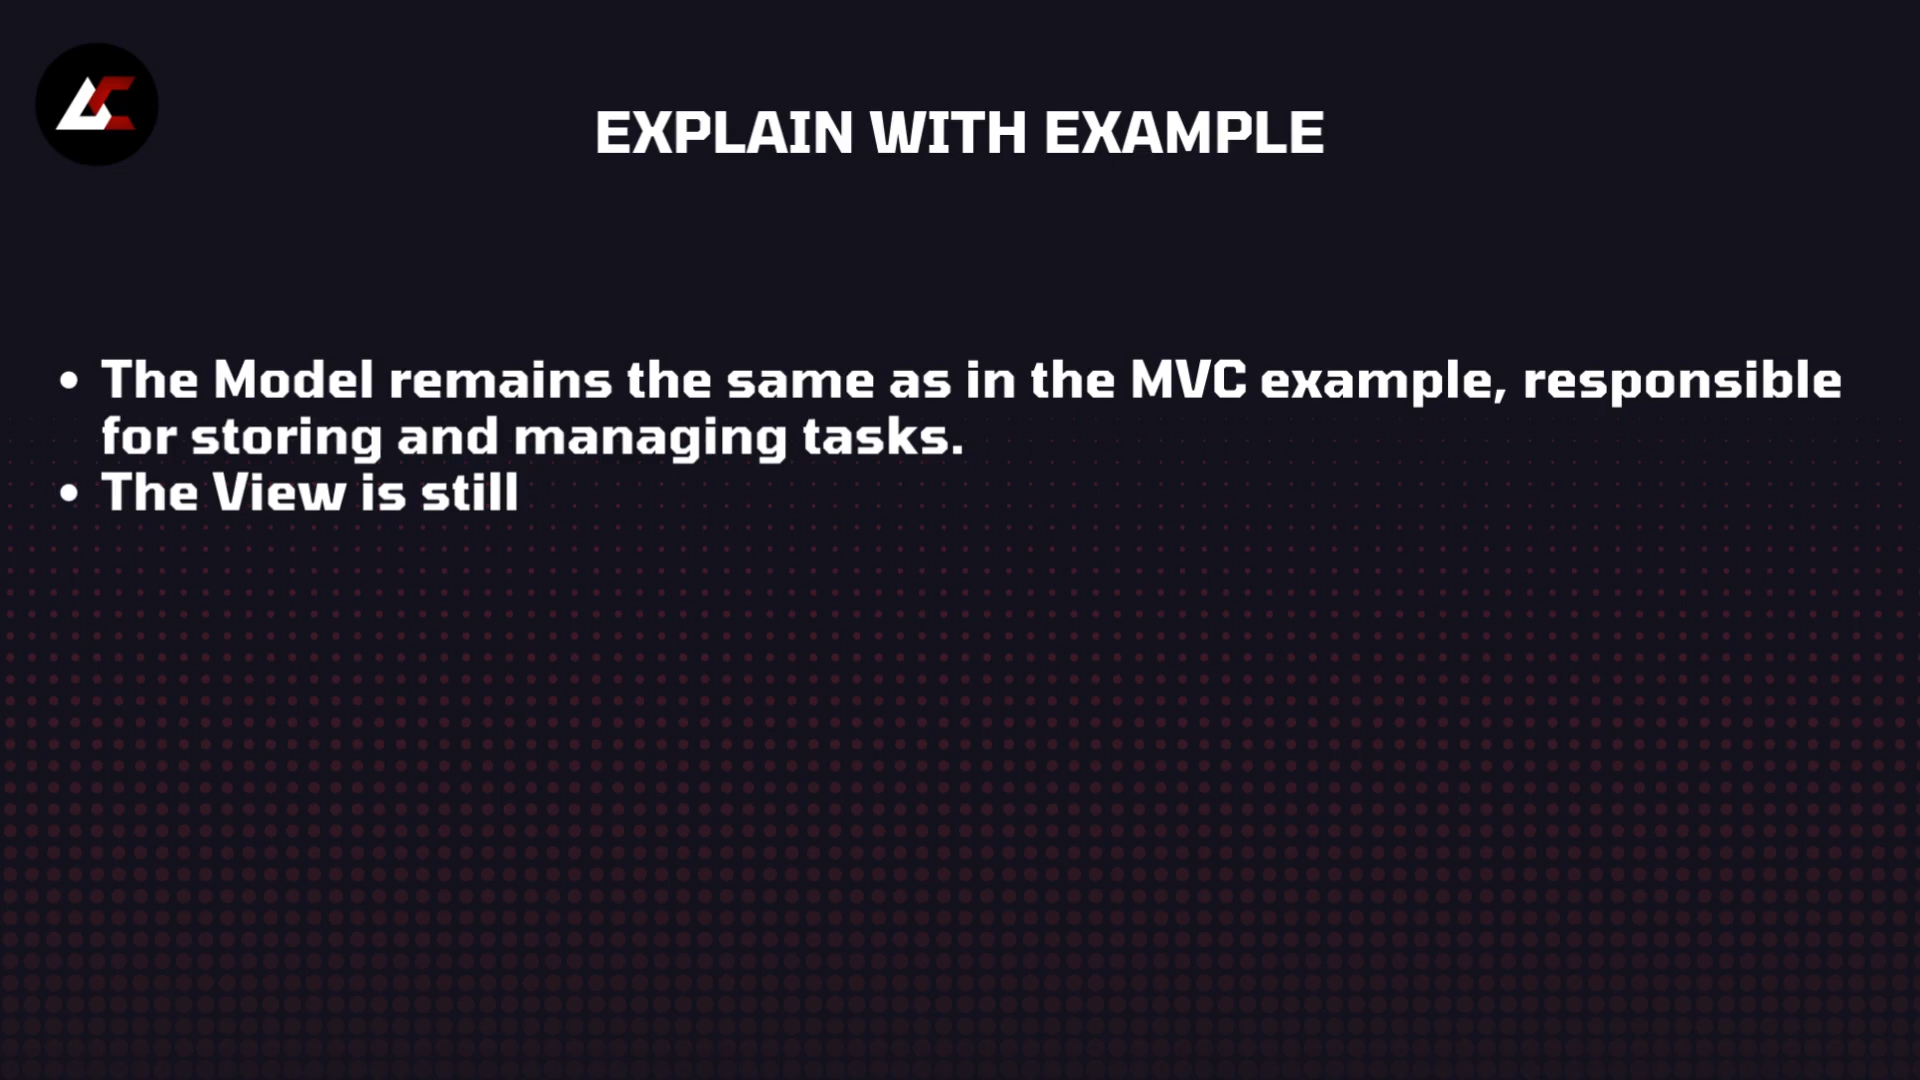 EXPLAIN WITH EXAMPLE
• The Model remains the same as in the MVC example, responsible
for storing and managing tasks.
• The View is still